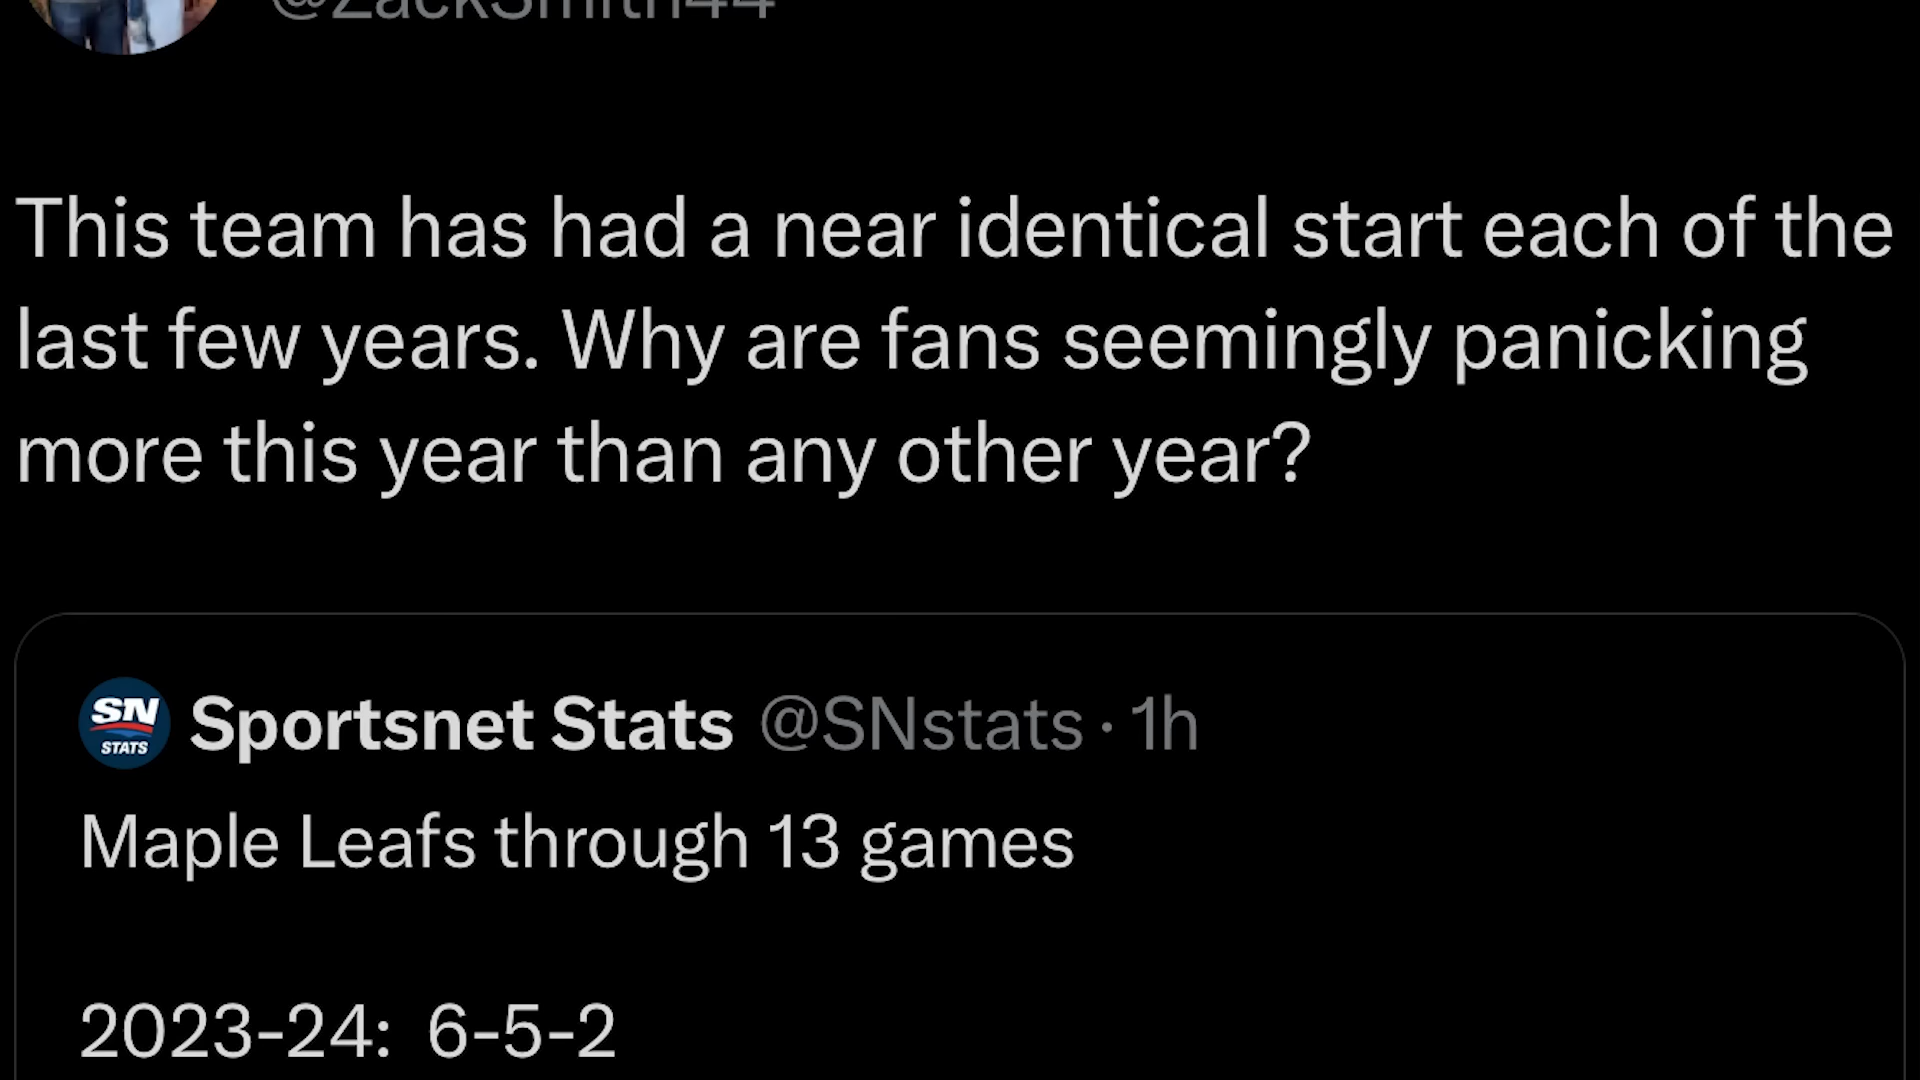 @ZackSmith44
This team has had a near identical start each of the
last few years. Why are fans seemingly panicking
more this year than any other year?
SN
STATS
Sportsnet Stats @SNstats · 1h
Maple Leafs through 13 games
2023-24: 6-5-2